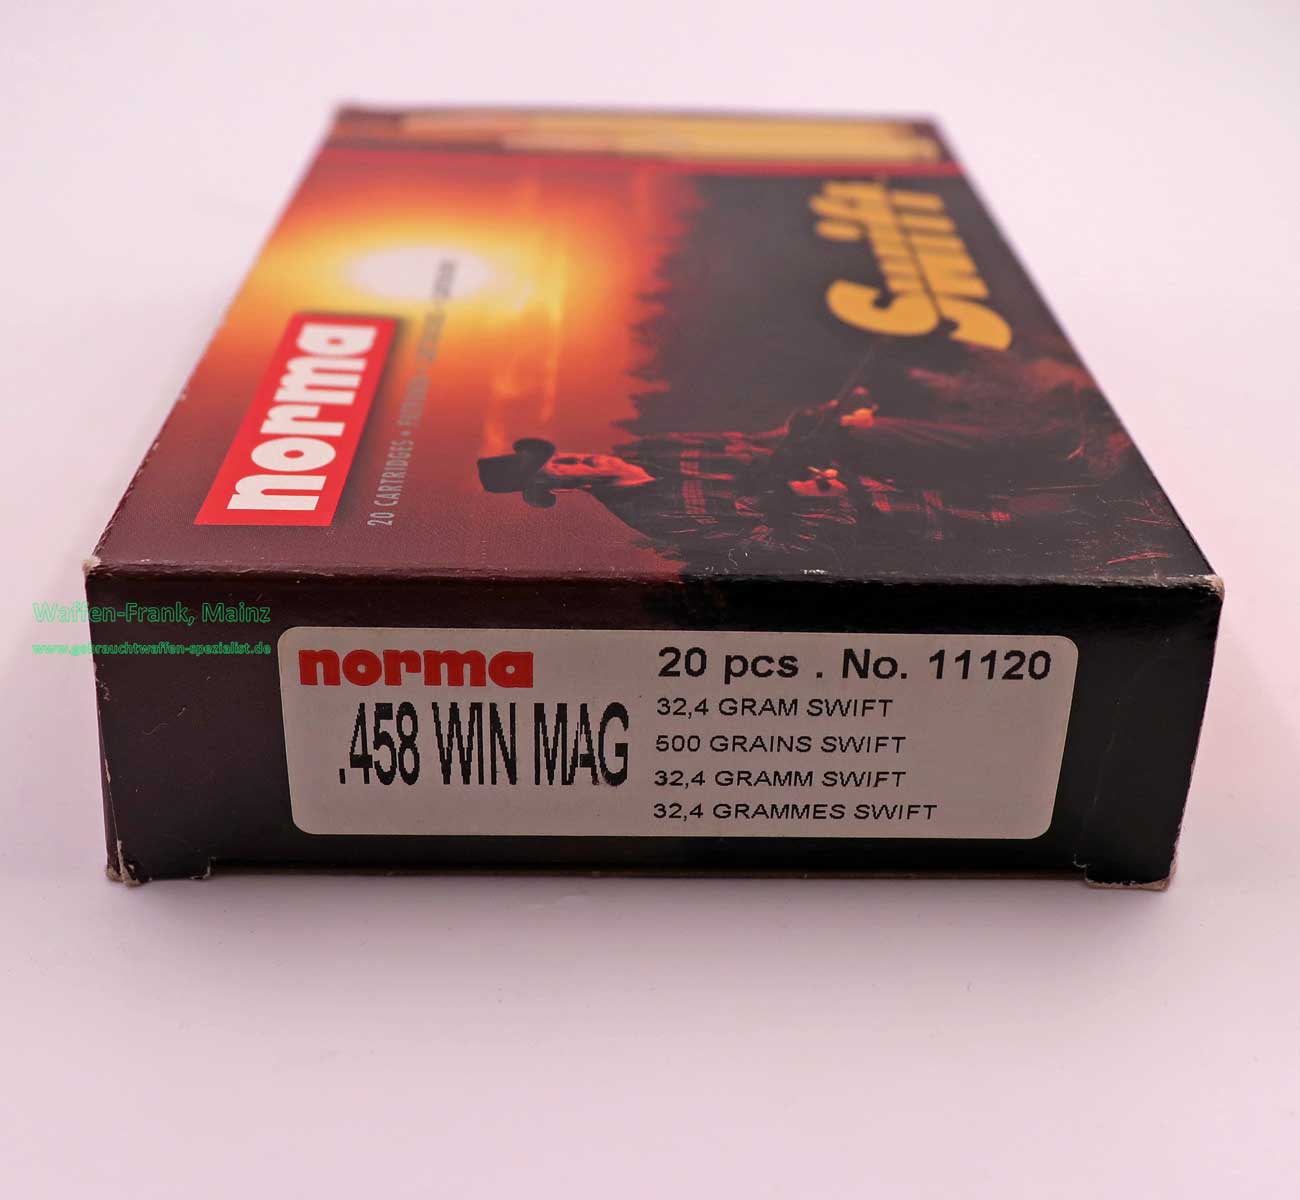 Swift
norma
20 CARTRIDGES •
Waffen-Frank, Mainz
www.gebrauchtwaffen-spezialist.de
norma
.458 WIN MAG
20 pcs . No. 11120
32,4 GRAM SWIFT
500 GRAINS SWIFT
32,4 GRAMM SWIFT
32,4 GRAMMES SWIFT